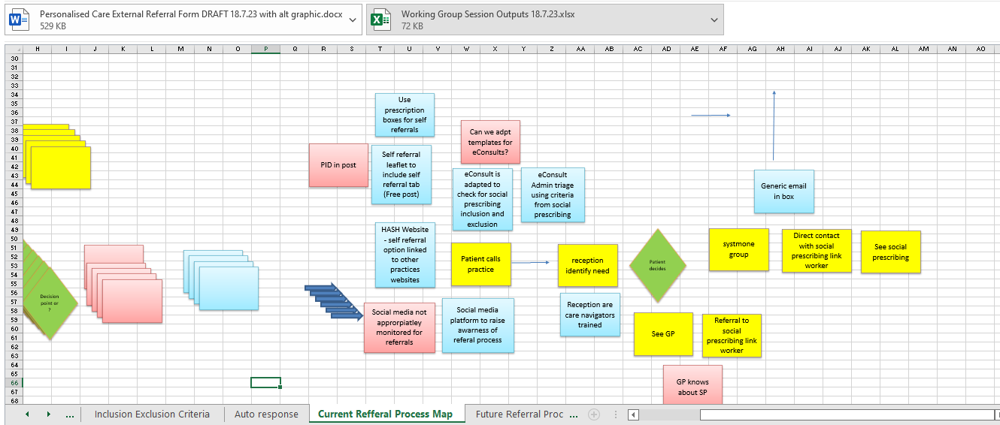 Personalised Care External Referral Form DRAFT 18.7.23 with alt graphic.docx
529 KB
Working Group Session Outputs 18.7.23.xlsx
72 KB
H I J K L M N O P Q R S T U V W X Y Z AA AB AC AD AE AF AG AH AI AJ AK AL AM AN AO
30
31
32
33
34
35
36
37
38
39
40
41
42
43
44
45
46
47
48
49
50
51
52
53
54
55
56
57
58
59
60
61
62
63
64
65
66
67
68
Use
prescription
boxes for self
referrals
Can we adpt
templates for
eConsults?
PID in post
Self referral
leaflet to
include self
referral tab
(Free post)
eConsult is
adapted to
check for social
prescribing
inclusion and
exclusion
eConsult
Admin triage
using criteria
from social
prescribing
Generic email
in box
HASH Website
- self referral
option linked
to other
practices
websites
Patient calls
practice
reception
identify need
Patient
decides
systmone
group
Direct contact
with social
prescribing link
worker
See social
prescribing
Decision
point or
?
Social media not
approrpiatley
monitored for
referrals
Social media
platform to raise
awarness of
referal process
Reception are
care navigators
trained
See GP
Referral to
social
prescribing link
worker
GP knows
about SP
... Inclusion Exclusion Criteria Auto response Current Refferal Process Map Future Referral Proc ...